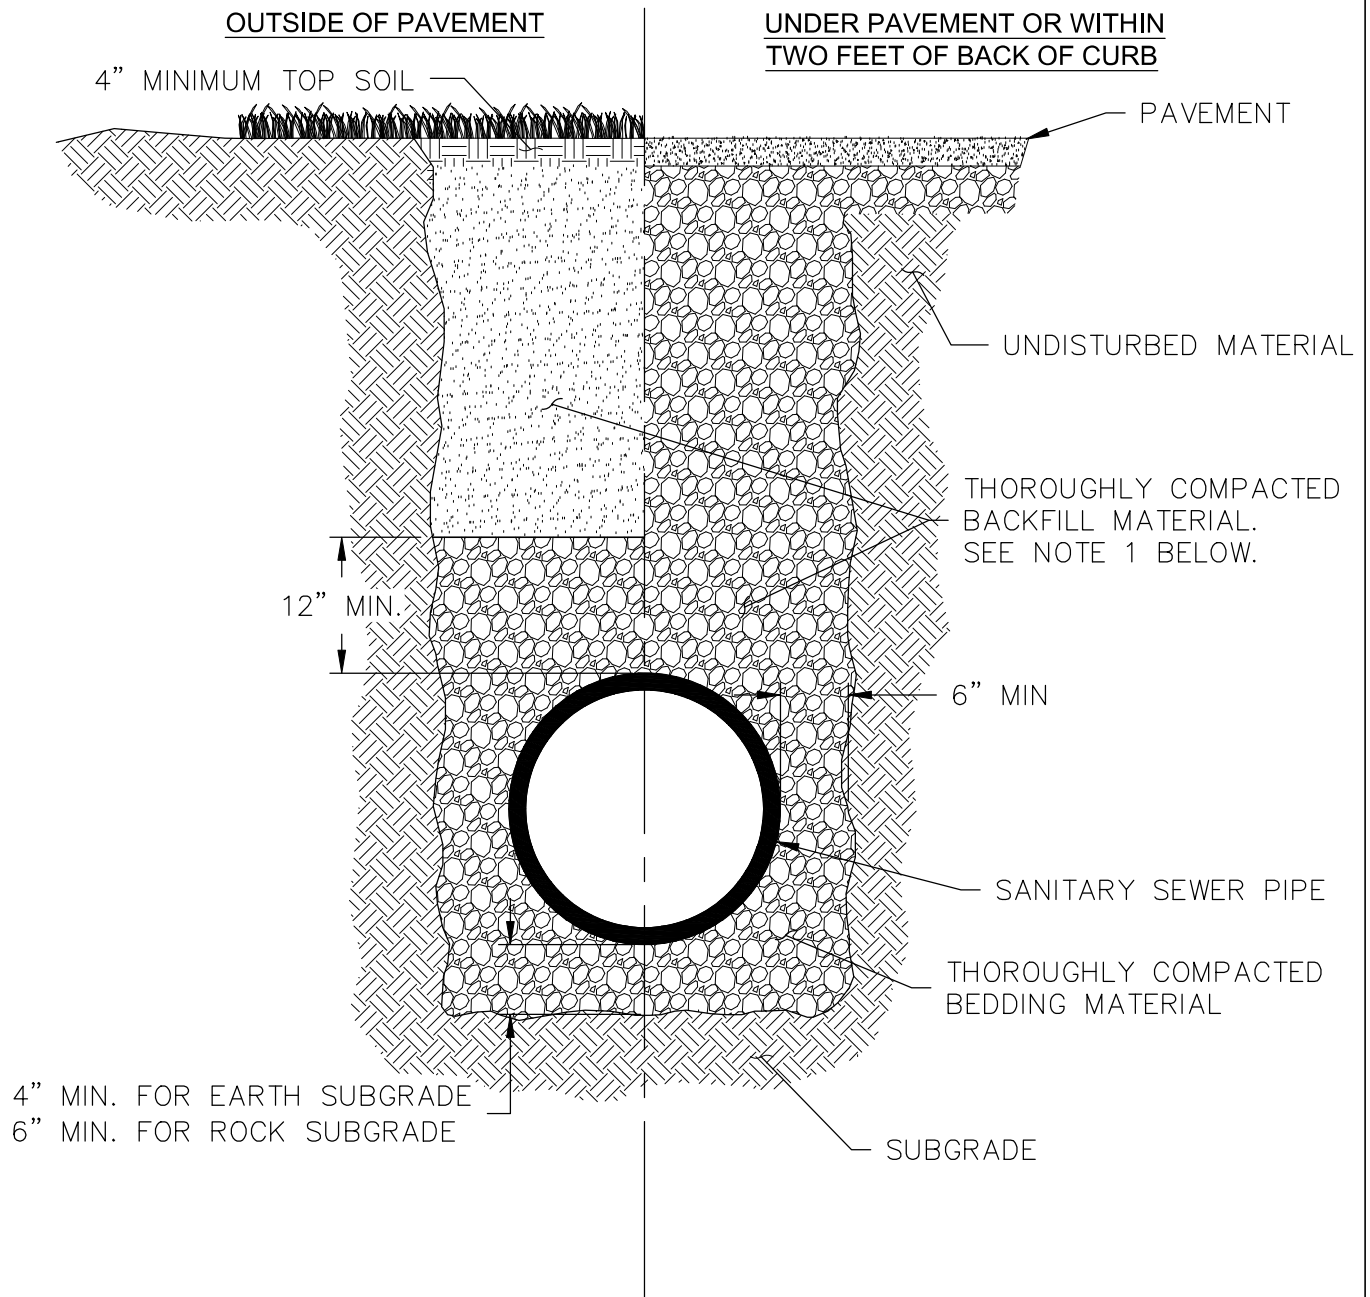 OUTSIDE OF PAVEMENT
UNDER PAVEMENT OR WITHIN
TWO FEET OF BACK OF CURB
4” MINIMUM TOP SOIL
PAVEMENT
UNDISTURBED MATERIAL
THOROUGHLY COMPACTED
BACKFILL MATERIAL.
SEE NOTE 1 BELOW.
12” MIN.
6” MIN
SANITARY SEWER PIPE
THOROUGHLY COMPACTED
BEDDING MATERIAL
4” MIN. FOR EARTH SUBGRADE
6” MIN. FOR ROCK SUBGRADE
SUBGRADE